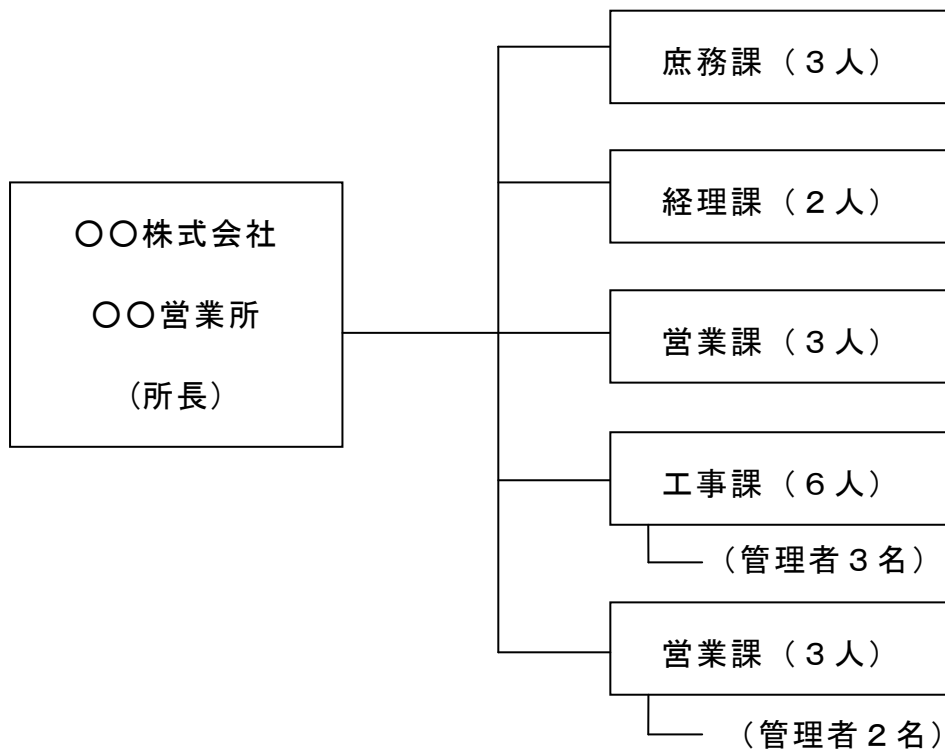 〇〇株式会社
〇〇営業所
（所長）
庶務課（３人）
経理課（２人）
営業課（３人）
工事課（６人）
（管理者３名）
営業課（３人）
（管理者２名）